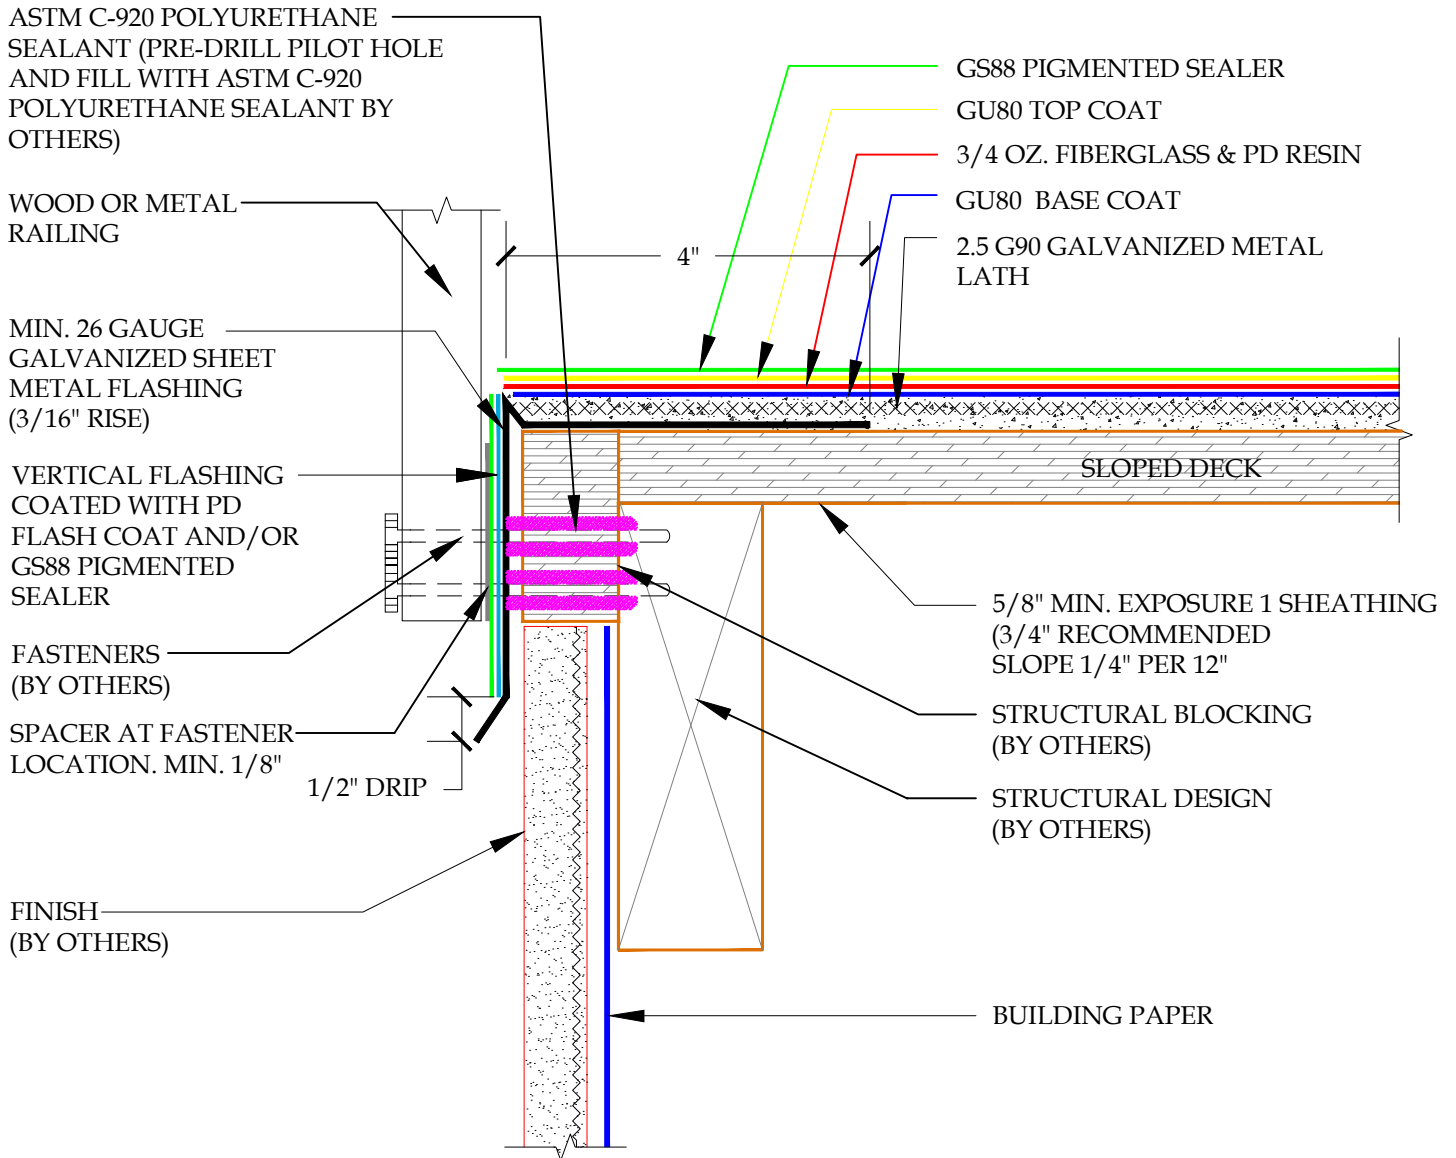 ASTM C-920 POLYURETHANE
SEALANT (PRE-DRILL PILOT HOLE
AND FILL WITH ASTM C-920
POLYURETHANE SEALANT BY
OTHERS)
WOOD OR METAL
RAILING
MIN. 26 GAUGE
GALVANIZED SHEET
METAL FLASHING
(3/16" RISE)
VERTICAL FLASHING
COATED WITH PD
FLASH COAT AND/OR
GS88 PIGMENTED
SEALER
FASTENERS
(BY OTHERS)
SPACER AT FASTENER
LOCATION. MIN. 1/8"
1/2" DRIP
FINISH
(BY OTHERS)
4"
GS88 PIGMENTED SEALER
GU80 TOP COAT
3/4 OZ. FIBERGLASS & PD RESIN
GU80 BASE COAT
2.5 G90 GALVANIZED METAL
LATH
SLOPED DECK
5/8" MIN. EXPOSURE 1 SHEATHING
(3/4" RECOMMENDED
SLOPE 1/4" PER 12"
STRUCTURAL BLOCKING
(BY OTHERS)
STRUCTURAL DESIGN
(BY OTHERS)
BUILDING PAPER